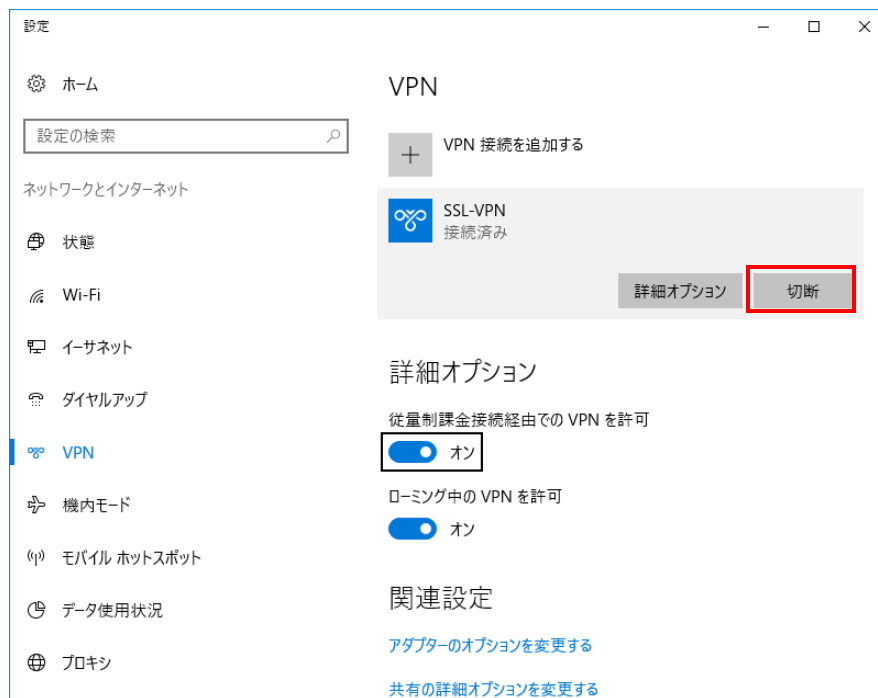 設定
ホーム
設定の検索
ネットワークとインターネット
状態
Wi-Fi
イーサネット
ダイヤルアップ
VPN
機内モード
モバイル ホットスポット
データ使用状況
プロキシ
VPN
VPN 接続を追加する
SSL-VPN
接続済み
詳細オプション
切断
詳細オプション
従量制課金接続経由での VPN を許可
オン
ローミング中の VPN を許可
オン
関連設定
アダプターのオプションを変更する
共有の詳細オプションを変更する